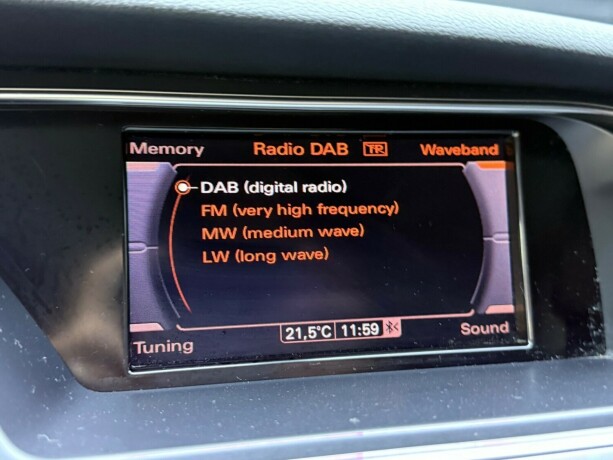 Memory Radio DAB TP Waveband
DAB (digital radio)
FM (very high frequency)
MW (medium wave)
LW (long wave)
21,5°C 11:59
Tuning Sound